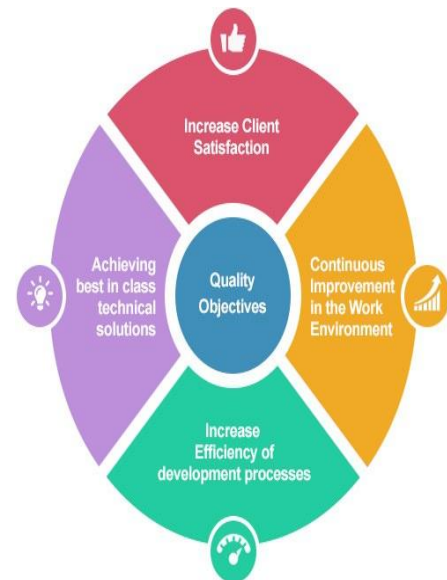 Increase Client
Satisfaction
Achieving
best in class
technical
solutions
Quality
Objectives
Continuous
Improvement
in the Work
Environment
Increase
Efficiency of
development processes